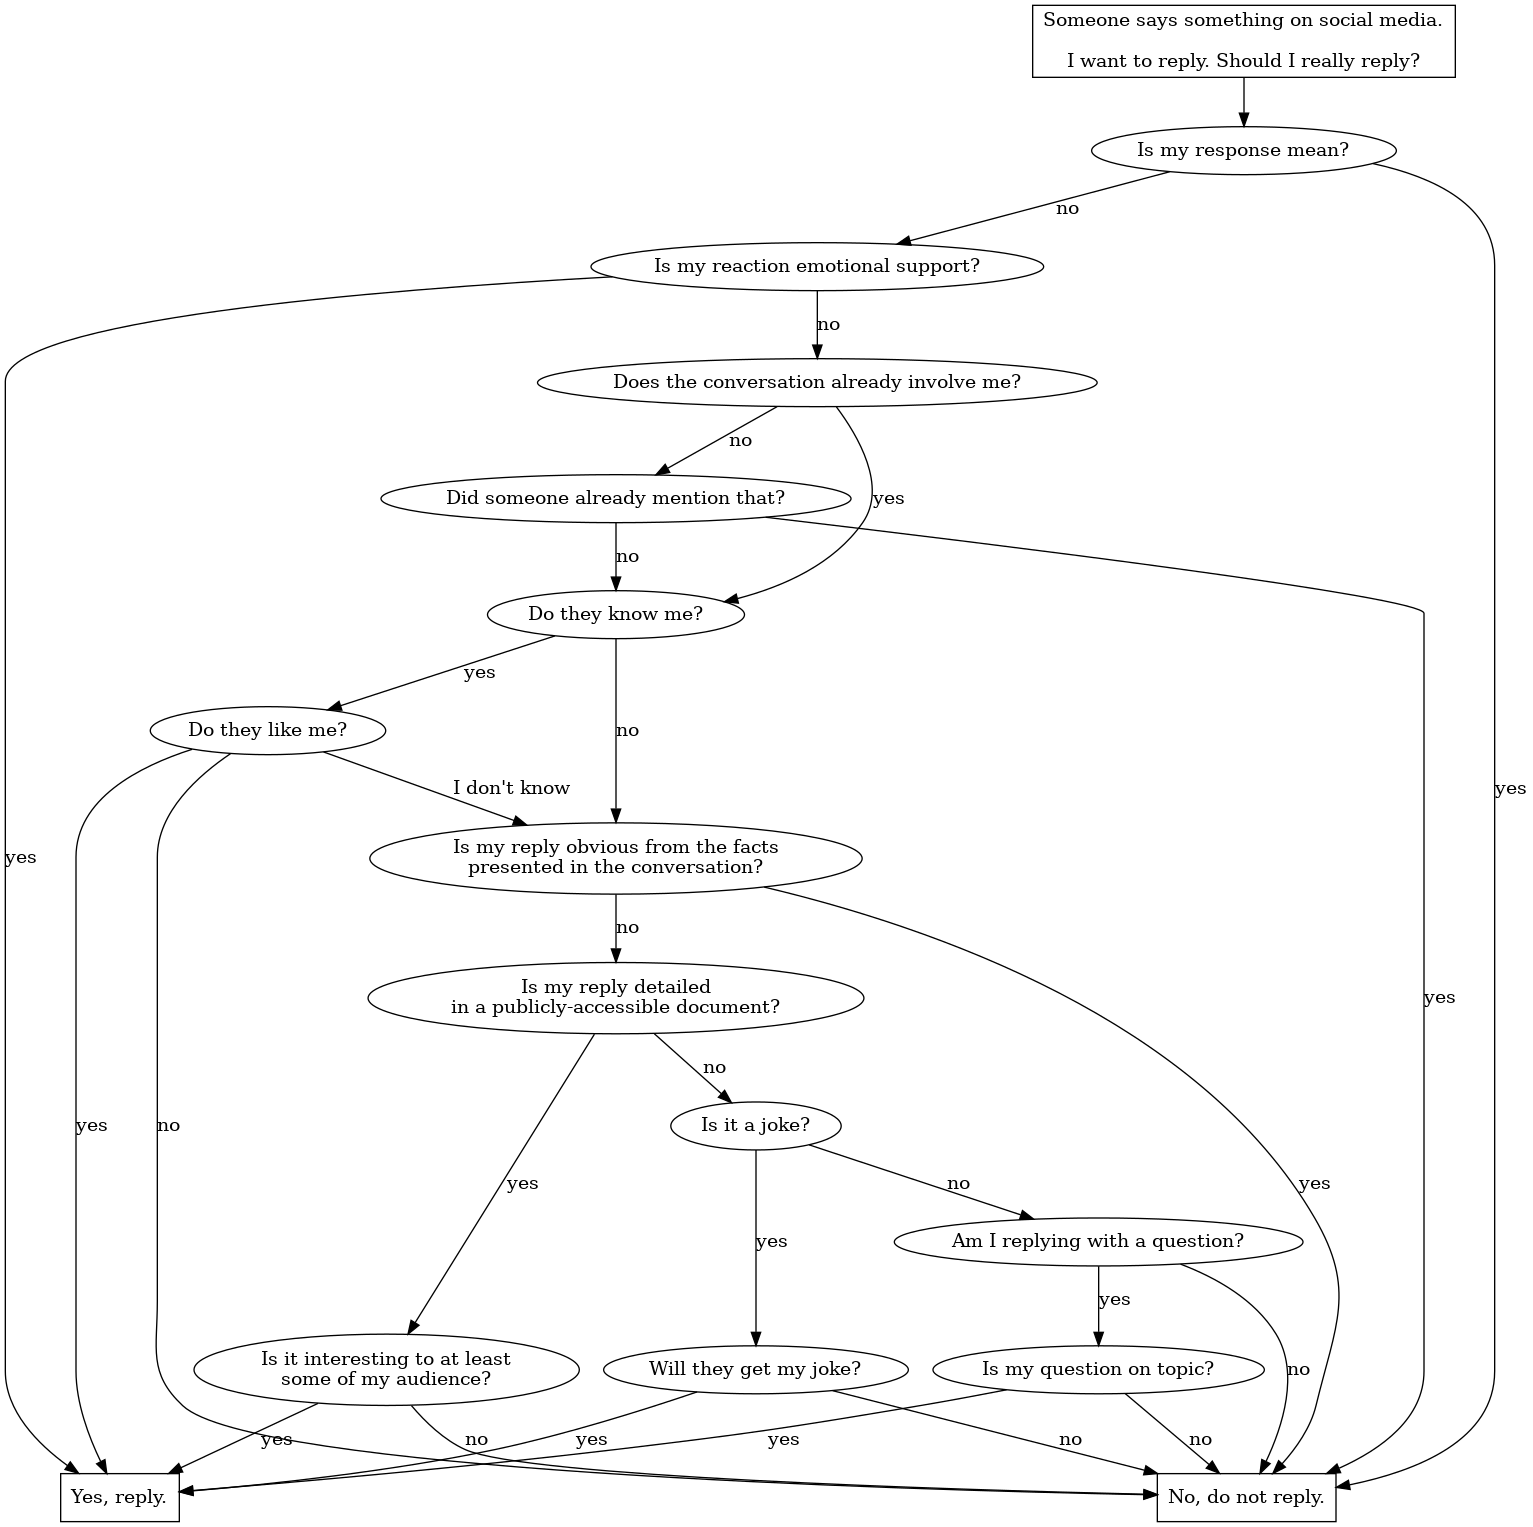 Someone says something on social media.
I want to reply. Should I really reply?
Is my response mean?
no
Is my reaction emotional support?
no
Does the conversation already involve me?
no
Did someone already mention that?
yes
no
Do they know me?
yes
Do they like me?
no
I don't know
yes
Is my reply obvious from the facts
presented in the conversation?
yes
no
Is my reply detailed
in a publicly-accessible document?
yes
no
Is it a joke?
yes
no
yes
no
yes
Am I replying with a question?
yes
yes
Is it interesting to at least
some of my audience?
Will they get my joke?
Is my question on topic?
no
yes
no
yes
yes
no
no
Yes, reply.
No, do not reply.